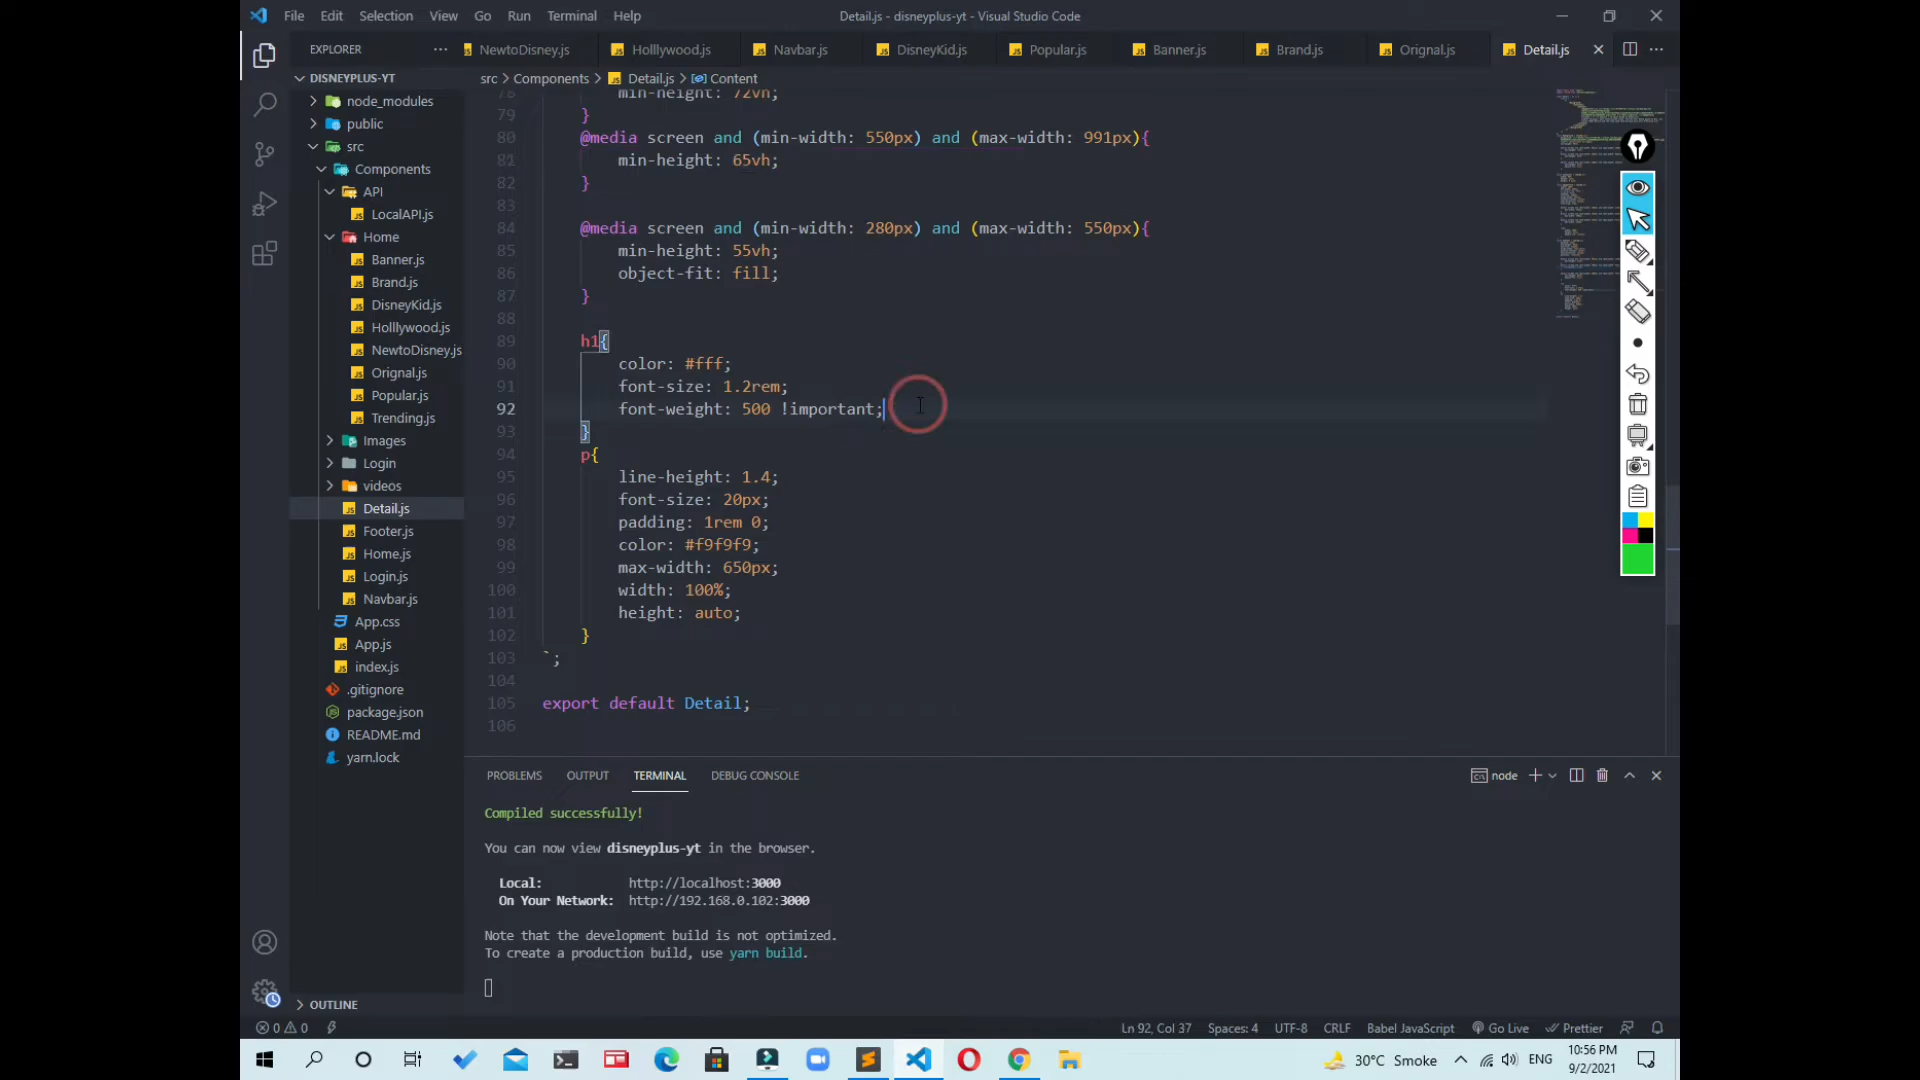 File Edit Selection View Go Run Terminal Help
Detail.js - disneyplus-yt - Visual Studio Code
EXPLORER
NewtoDisney.js
Holllywood.js
Navbar.js
DisneyKid.js
Popular.js
Banner.js
Brand.js
Orignal.js
Detail.js
src > Components > Detail.js > Content
DISNEYPLUS-YT
node_modules
public
src
Components
API
LocalAPI.js
Home
Banner.js
Brand.js
DisneyKid.js
Holllywood.js
NewtoDisney.js
Orignal.js
Popular.js
Trending.js
Images
Login
videos
Detail.js
Footer.js
Home.js
Login.js
Navbar.js
App.css
App.js
index.js
.gitignore
package.json
README.md
yarn.lock
OUTLINE
78 min-height: 72vh;
79 }
80 @media screen and (min-width: 550px) and (max-width: 991px){
81 min-height: 65vh;
82 }
83
84 @media screen and (min-width: 280px) and (max-width: 550px){
85 min-height: 55vh;
86 object-fit: fill;
87 }
88
89 h1{
90 color: #fff;
91 font-size: 1.2rem;
92 font-weight: 500 !important;
93 }
94 p{
95 line-height: 1.4;
96 font-size: 20px;
97 padding: 1rem 0;
98 color: #f9f9f9;
99 max-width: 650px;
100 width: 100%;
101 height: auto;
102 }
103 `;
104
105 export default Detail;
106
PROBLEMS OUTPUT TERMINAL DEBUG CONSOLE
node
Compiled successfully!
You can now view disneyplus-yt in the browser.
Local: http://localhost:3000
On Your Network: http://192.168.0.102:3000
Note that the development build is not optimized.
To create a production build, use yarn build.
0 0
Ln 92, Col 37 Spaces: 4 UTF-8 CRLF Babel JavaScript Go Live Prettier
30°C Smoke
ENG
10:56 PM
9/2/2021